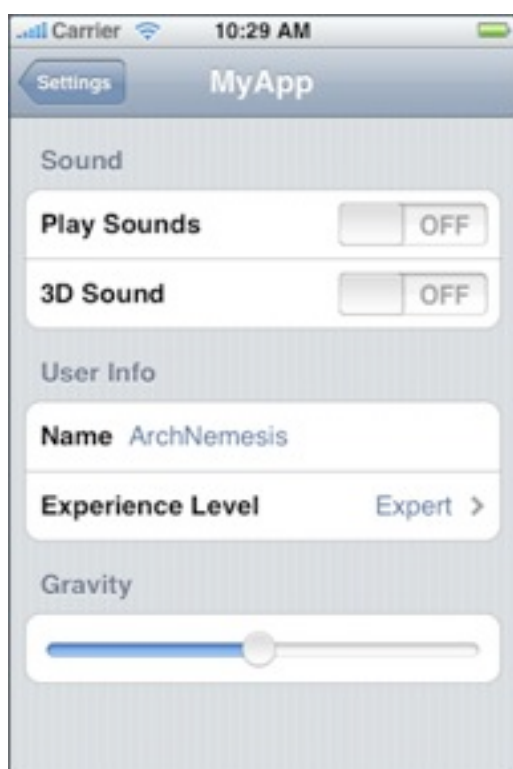 Carrier 10:29 AM
Settings MyApp
Sound
Play Sounds OFF
3D Sound OFF
User Info
Name ArchNemesis
Experience Level Expert >
Gravity